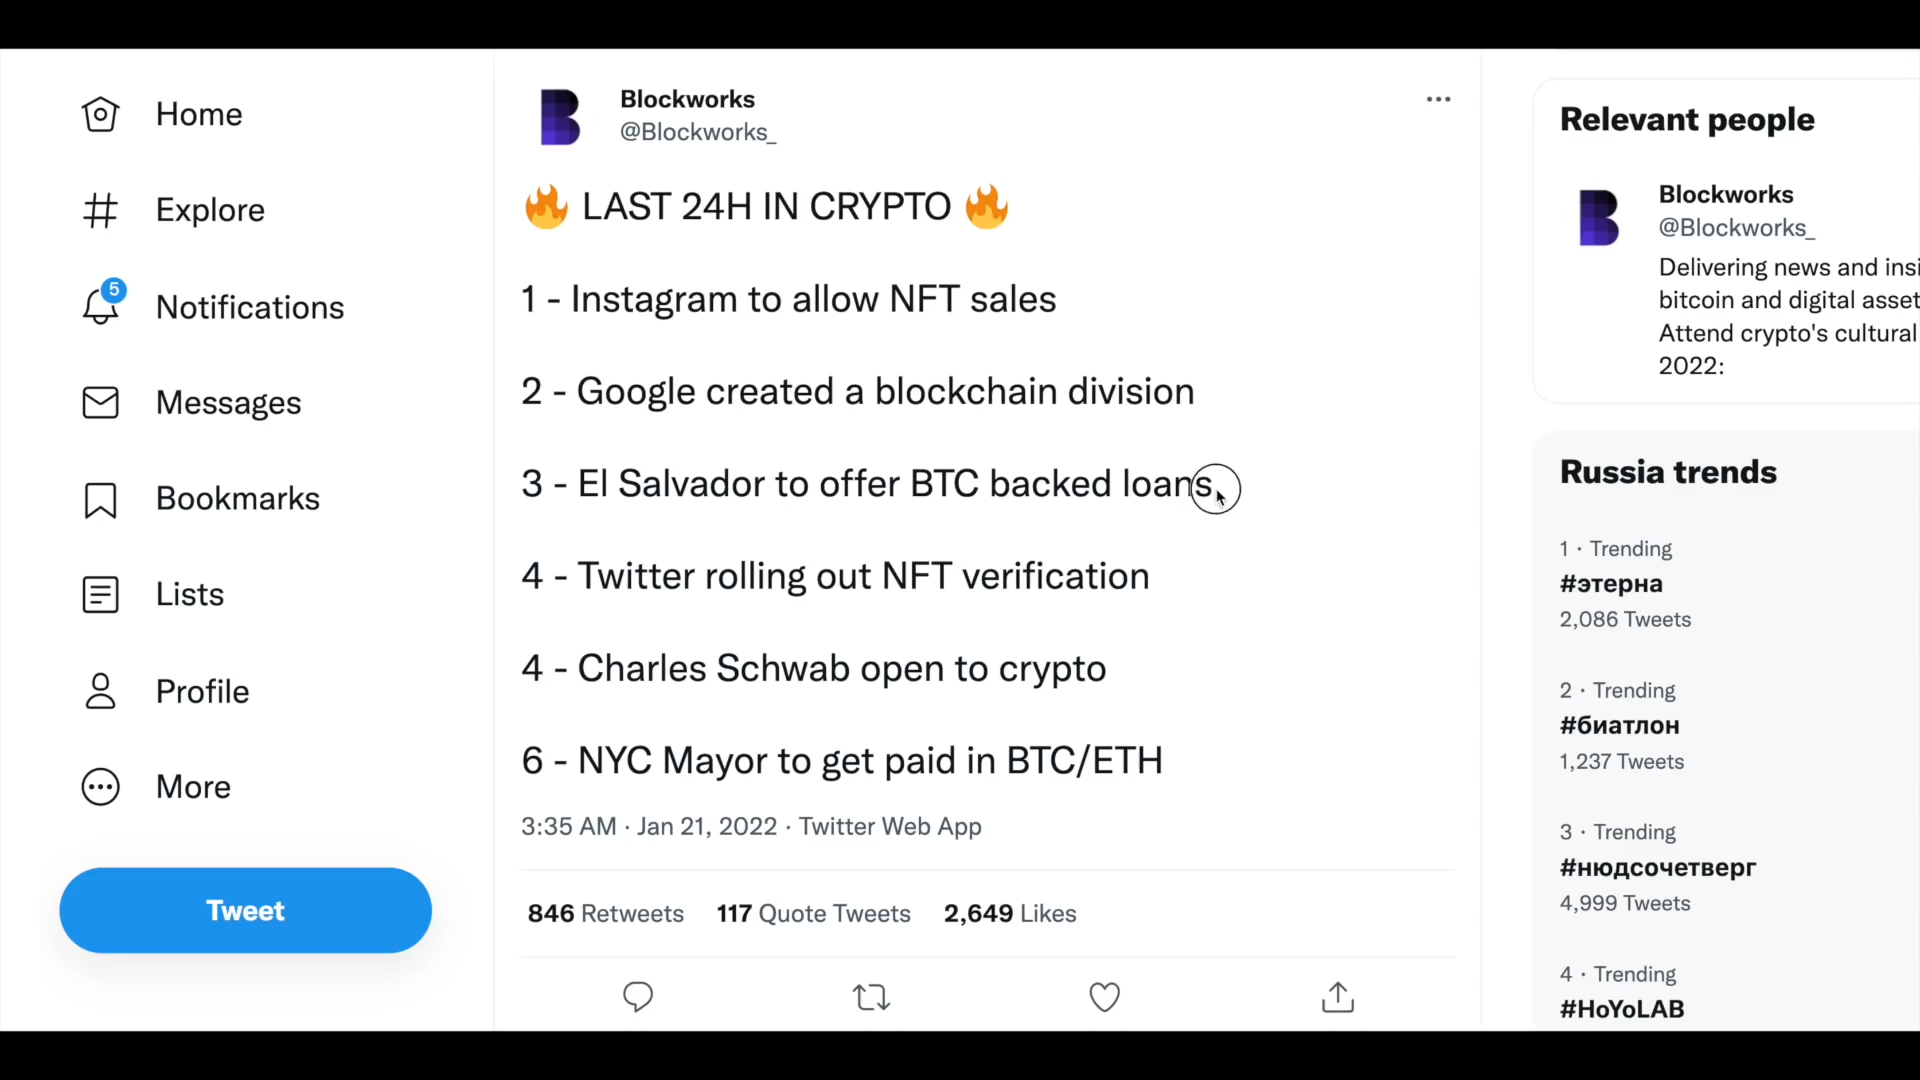 Home
Explore
5
Notifications
Messages
Bookmarks
Lists
Profile
More
Tweet
Blockworks
@Blockworks_
🔥 LAST 24H IN CRYPTO 🔥
1 - Instagram to allow NFT sales
2 - Google created a blockchain division
3 - El Salvador to offer BTC backed loans
4 - Twitter rolling out NFT verification
4 - Charles Schwab open to crypto
6 - NYC Mayor to get paid in BTC/ETH
3:35 AM · Jan 21, 2022 · Twitter Web App
846 Retweets 117 Quote Tweets 2,649 Likes
Relevant people
Blockworks
@Blockworks_
Delivering news and insi
bitcoin and digital asset
Attend crypto's cultural
2022:
Russia trends
1 · Trending
#этерна
2,086 Tweets
2 · Trending
#биатлон
1,237 Tweets
3 · Trending
#нюдсочетверг
4,999 Tweets
4 · Trending
#HoYoLAB